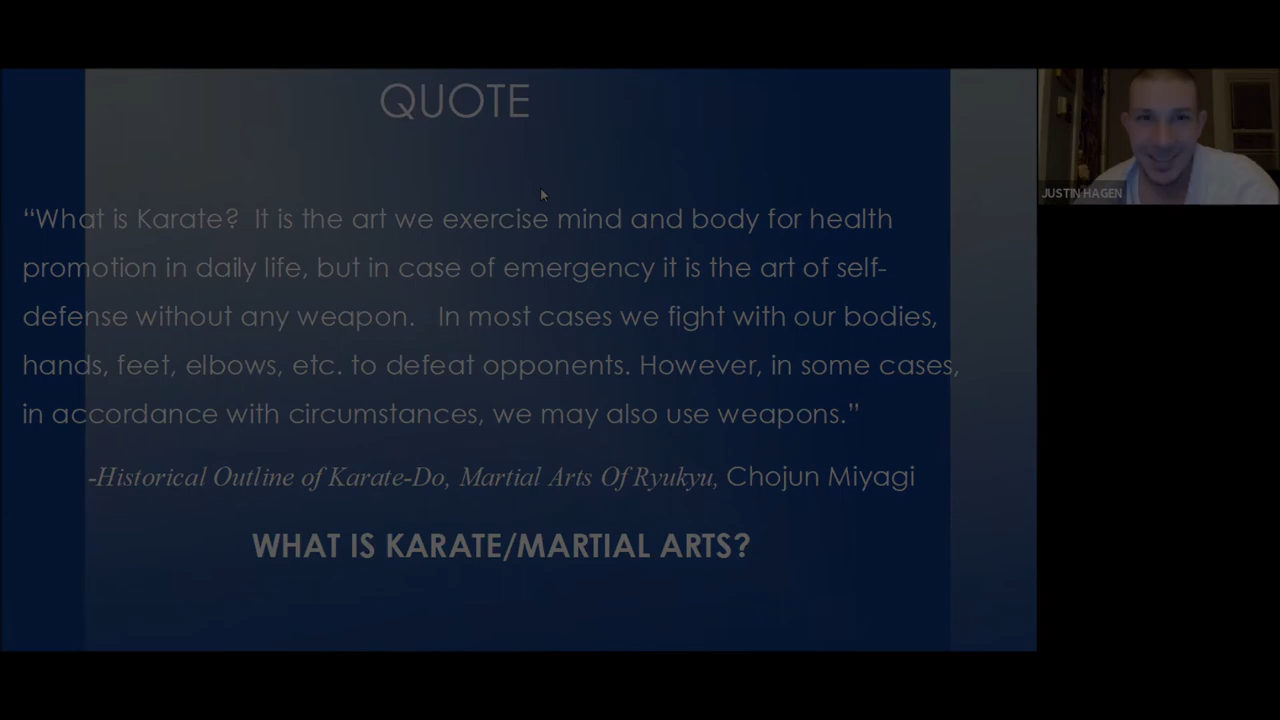 QUOTE
“What is Karate?  It is the art we exercise mind and body for health
promotion in daily life, but in case of emergency it is the art of self-
defense without any weapon.   In most cases we fight with our bodies,
hands, feet, elbows, etc. to defeat opponents. However, in some cases,
in accordance with circumstances, we may also use weapons.”
-Historical Outline of Karate-Do, Martial Arts Of Ryukyu, Chojun Miyagi
WHAT IS KARATE/MARTIAL ARTS?
JUSTIN HAGEN